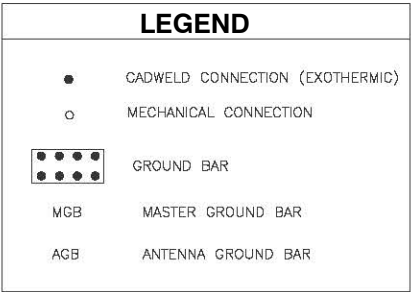 LEGEND
CADWELD CONNECTION (EXOTHERMIC)
MECHANICAL CONNECTION
GROUND BAR
MGB MASTER GROUND BAR
AGB ANTENNA GROUND BAR